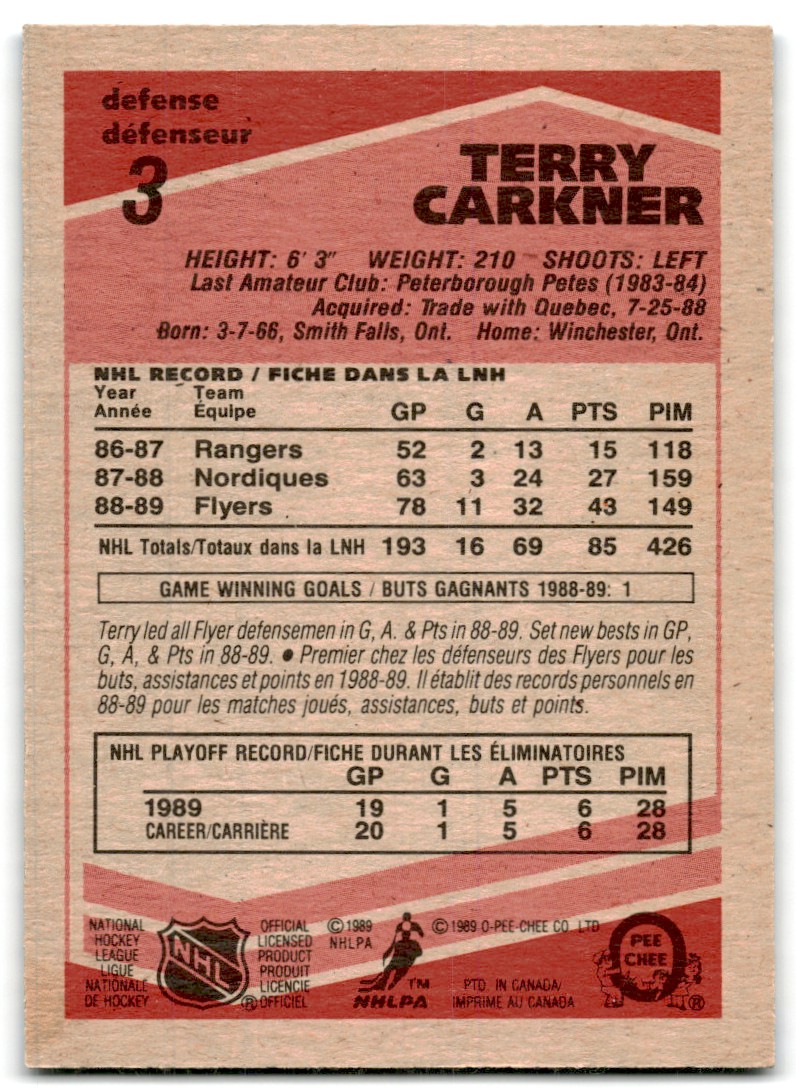 defense
défenseur
3
TERRY
CARKNER
HEIGHT: 6' 3" WEIGHT: 210 SHOOTS: LEFT
Last Amateur Club: Peterborough Petes (1983-84)
Acquired: Trade with Quebec, 7-25-88
Born: 3-7-66, Smith Falls, Ont. Home: Winchester, Ont.
NHL RECORD / FICHE DANS LA LNH
Year Team
Année Équipe GP G A PTS PIM
86-87 Rangers 52 2 13 15 118
87-88 Nordiques 63 3 24 27 159
88-89 Flyers 78 11 32 43 149
NHL Totals/Totaux dans la LNH 193 16 69 85 426
GAME WINNING GOALS / BUTS GAGNANTS 1988-89: 1
Terry led all Flyer defensemen in G, A. & Pts in 88-89. Set new bests in GP,
G, A, & Pts in 88-89. ● Premier chez les défenseurs des Flyers pour les
buts, assistances et points en 1988-89. Il établit des records personnels en
88-89 pour les matches joués, assistances, buts et points.
NHL PLAYOFF RECORD/FICHE DURANT LES ÉLIMINATOIRES
GP G A PTS PIM
1989 19 1 5 6 28
CAREER/CARRIÈRE 20 1 5 6 28
NATIONAL
HOCKEY
LEAGUE
LIGUE
NATIONALE
DE HOCKEY
NHL
®
OFFICIAL
LICENSED
PRODUCT
PRODUIT
LICENCIE
OFFICIEL
© 1989
NHLPA
TM
NHLPA
© 1989 O-PEE-CHEE CO. LTD
PTD. IN CANADA/
IMPRIME AU CANADA
PEE
CHEE
®